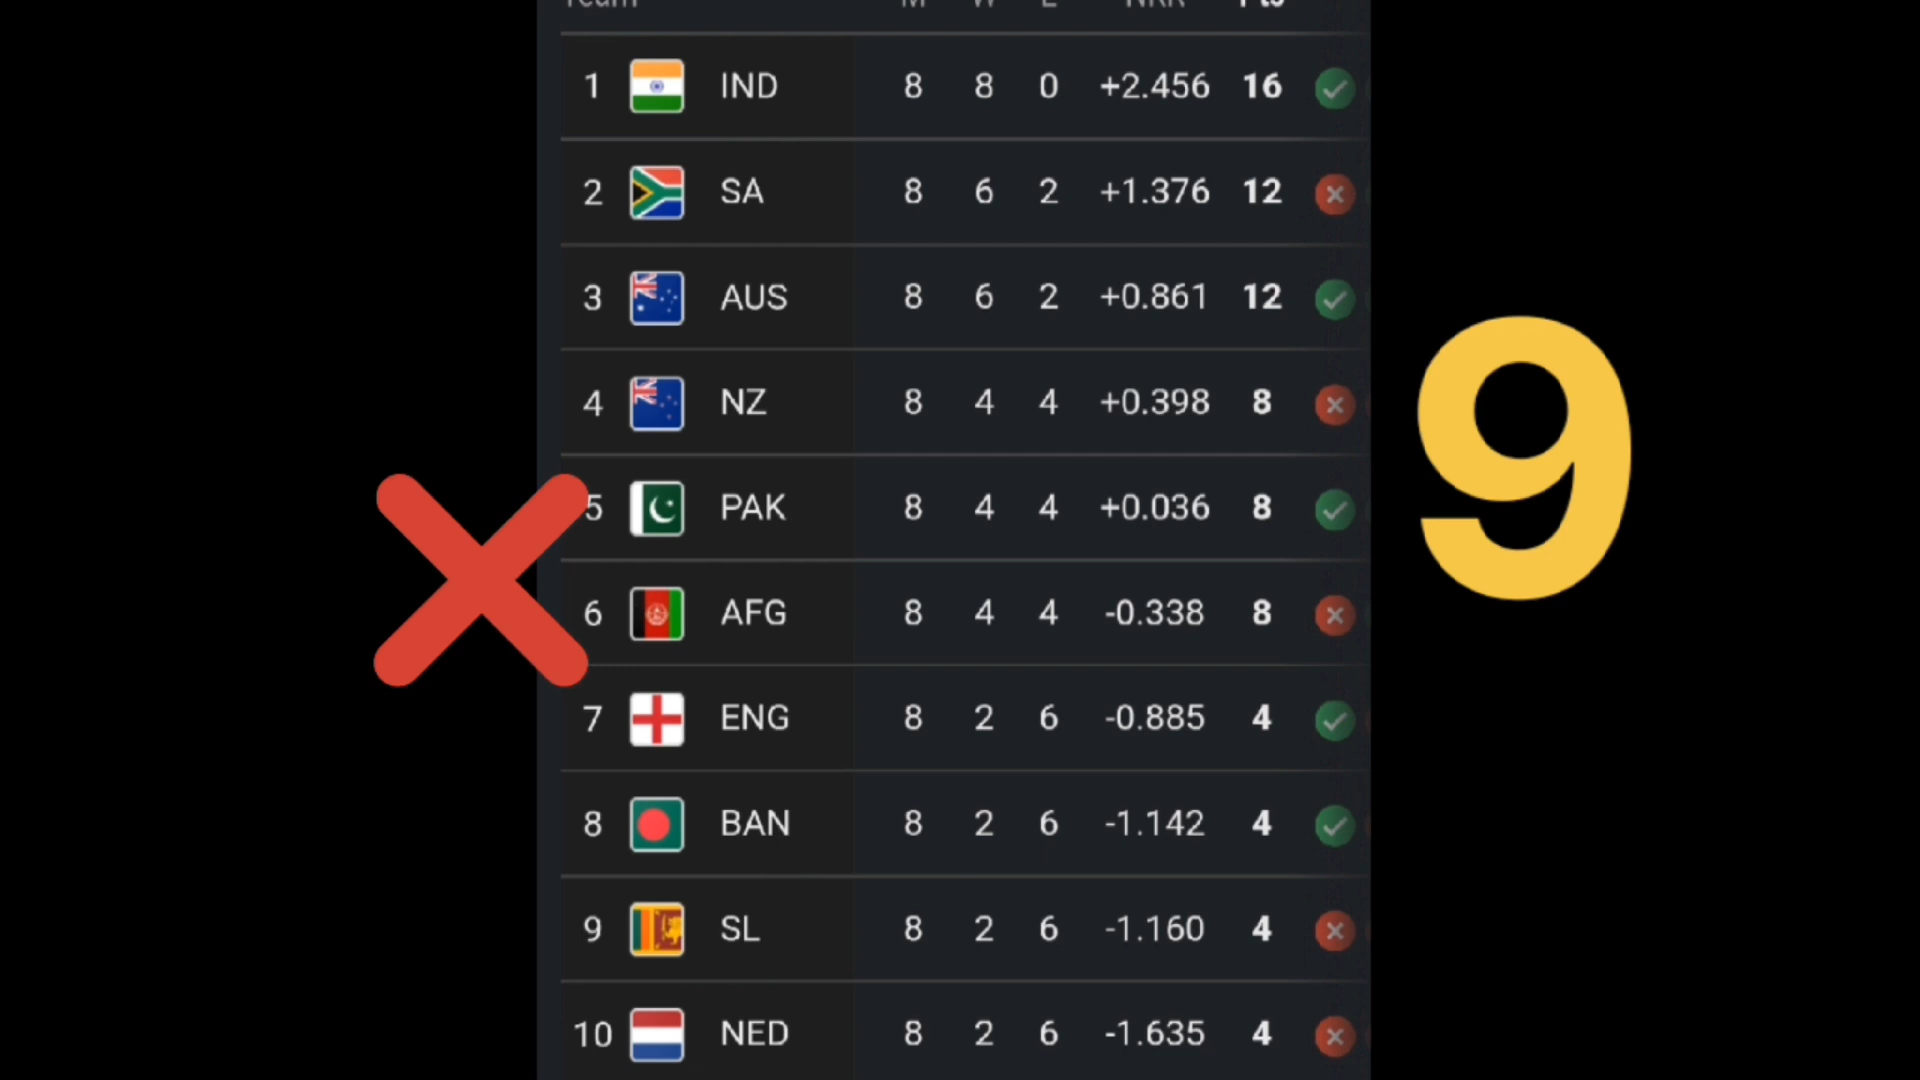 Team M W L NRR Pts
1 IND 8 8 0 +2.456 16
2 SA 8 6 2 +1.376 12
3 AUS 8 6 2 +0.861 12
4 NZ 8 4 4 +0.398 8
5 PAK 8 4 4 +0.036 8
6 AFG 8 4 4 -0.338 8
7 ENG 8 2 6 -0.885 4
8 BAN 8 2 6 -1.142 4
9 SL 8 2 6 -1.160 4
10 NED 8 2 6 -1.635 4
9